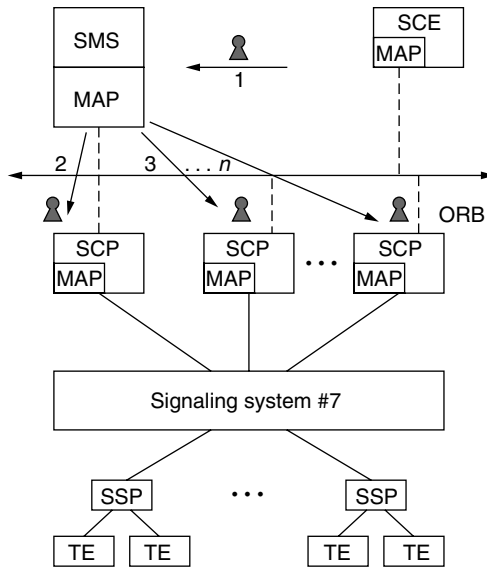 SMS
SCE
MAP
1
MAP
2
3
... n
ORB
SCP
SCP
...
SCP
MAP
MAP
MAP
Signaling system #7
SSP
...
SSP
TE
TE
TE
TE